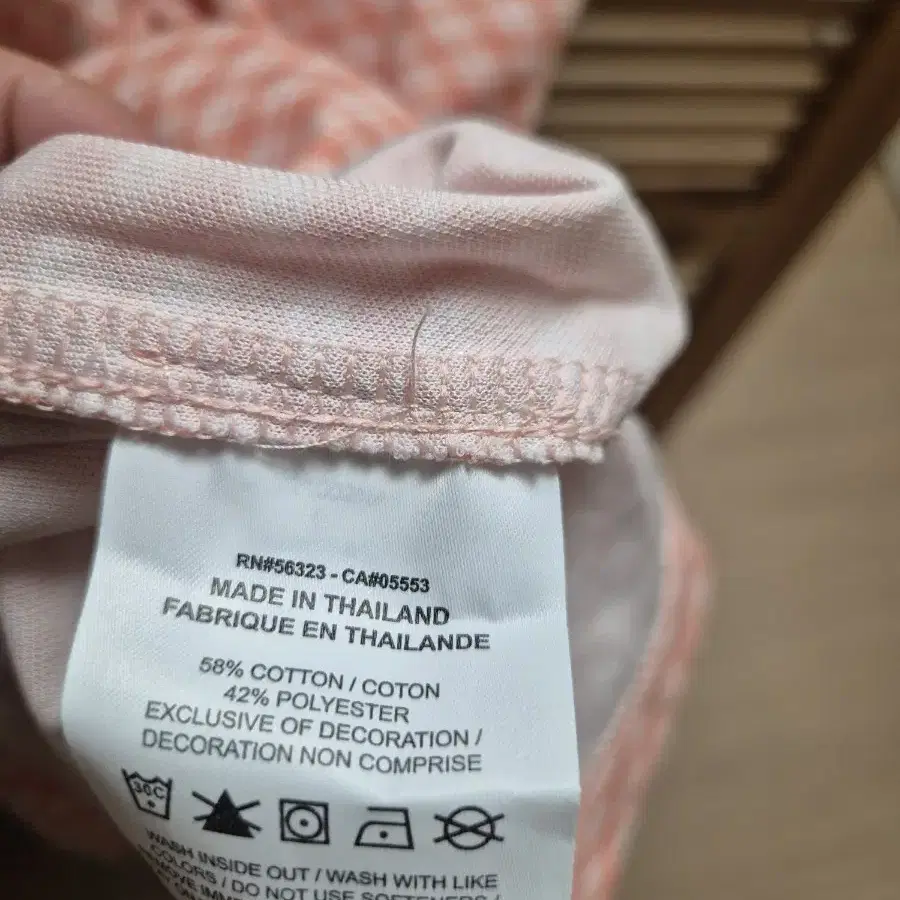 RN#56323 - CA#05553
MADE IN THAILAND
FABRIQUE EN THAILANDE
58% COTTON / COTON
42% POLYESTER
EXCLUSIVE OF DECORATION /
DECORATION NON COMPRISE
30C
WASH INSIDE OUT / WASH WITH LIKE
COLORS / DO NOT USE SOFTENERS /